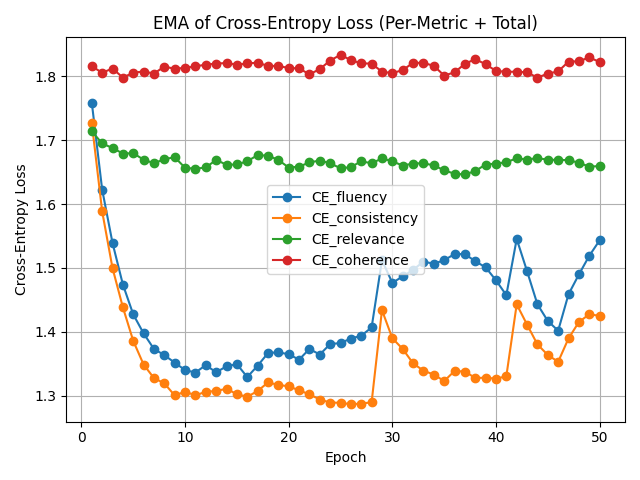 EMA of Cross-Entropy Loss (Per-Metric + Total)
Cross-Entropy Loss
1.8
1.7
1.6
1.5
1.4
1.3
CE_fluency
CE_consistency
CE_relevance
CE_coherence
0 10 20 30 40 50
Epoch